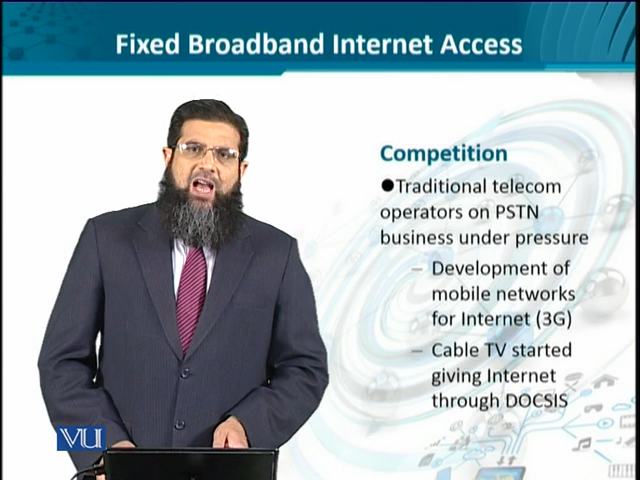 Fixed Broadband Internet Access
Competition
●Traditional telecom
operators on PSTN
business under pressure
– Development of
mobile networks
for Internet (3G)
– Cable TV started
giving Internet
through DOCSIS
VU